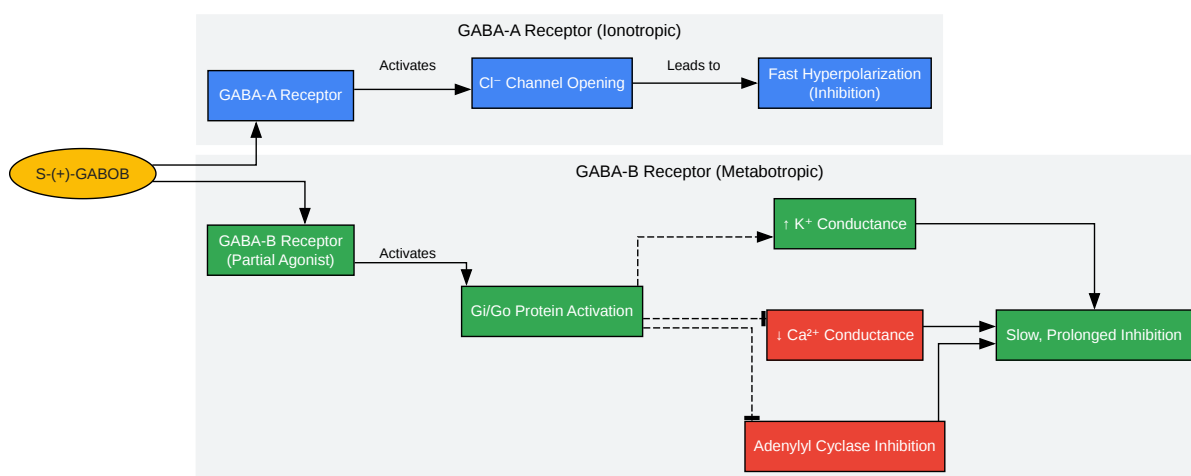 GABA-A Receptor (Ionotropic)
GABA-A Receptor
Activates
Cl⁻ Channel Opening
Leads to
Fast Hyperpolarization
(Inhibition)
S-(+)-GABOB
GABA-B Receptor (Metabotropic)
GABA-B Receptor
(Partial Agonist)
Activates
Gi/Go Protein Activation
↑ K⁺ Conductance
↓ Ca²⁺ Conductance
Adenylyl Cyclase Inhibition
Slow, Prolonged Inhibition